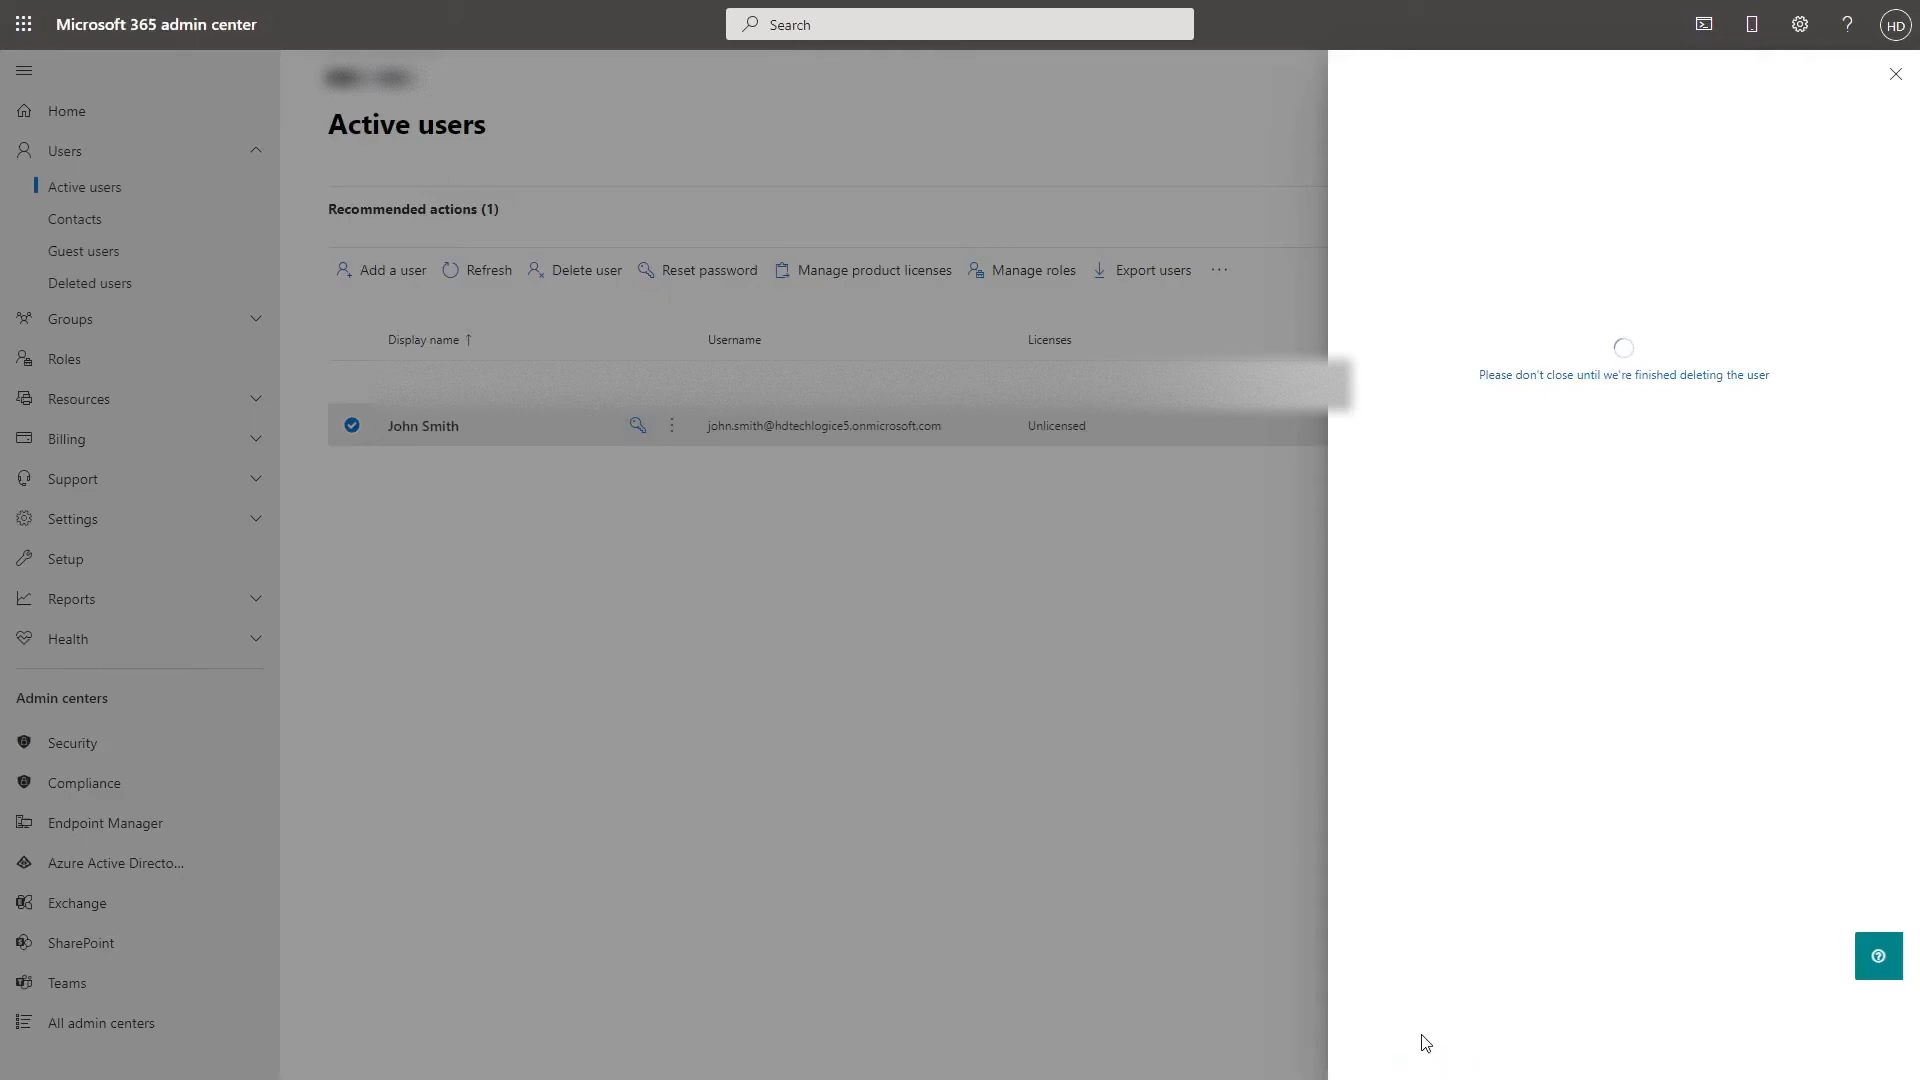 Microsoft 365 admin center
Search
HD
Home
Users
Active users
Contacts
Guest users
Deleted users
Groups
Roles
Resources
Billing
Support
Settings
Setup
Reports
Health
Admin centers
Security
Compliance
Endpoint Manager
Azure Active Directo...
Exchange
SharePoint
Teams
All admin centers
Active users
Recommended actions (1)
Add a user Refresh Delete user Reset password Manage product licenses Manage roles Export users ...
Display name ↑ Username Licenses
John Smith john.smith@hdtechlogice5.onmicrosoft.com Unlicensed
Please don't close until we're finished deleting the user